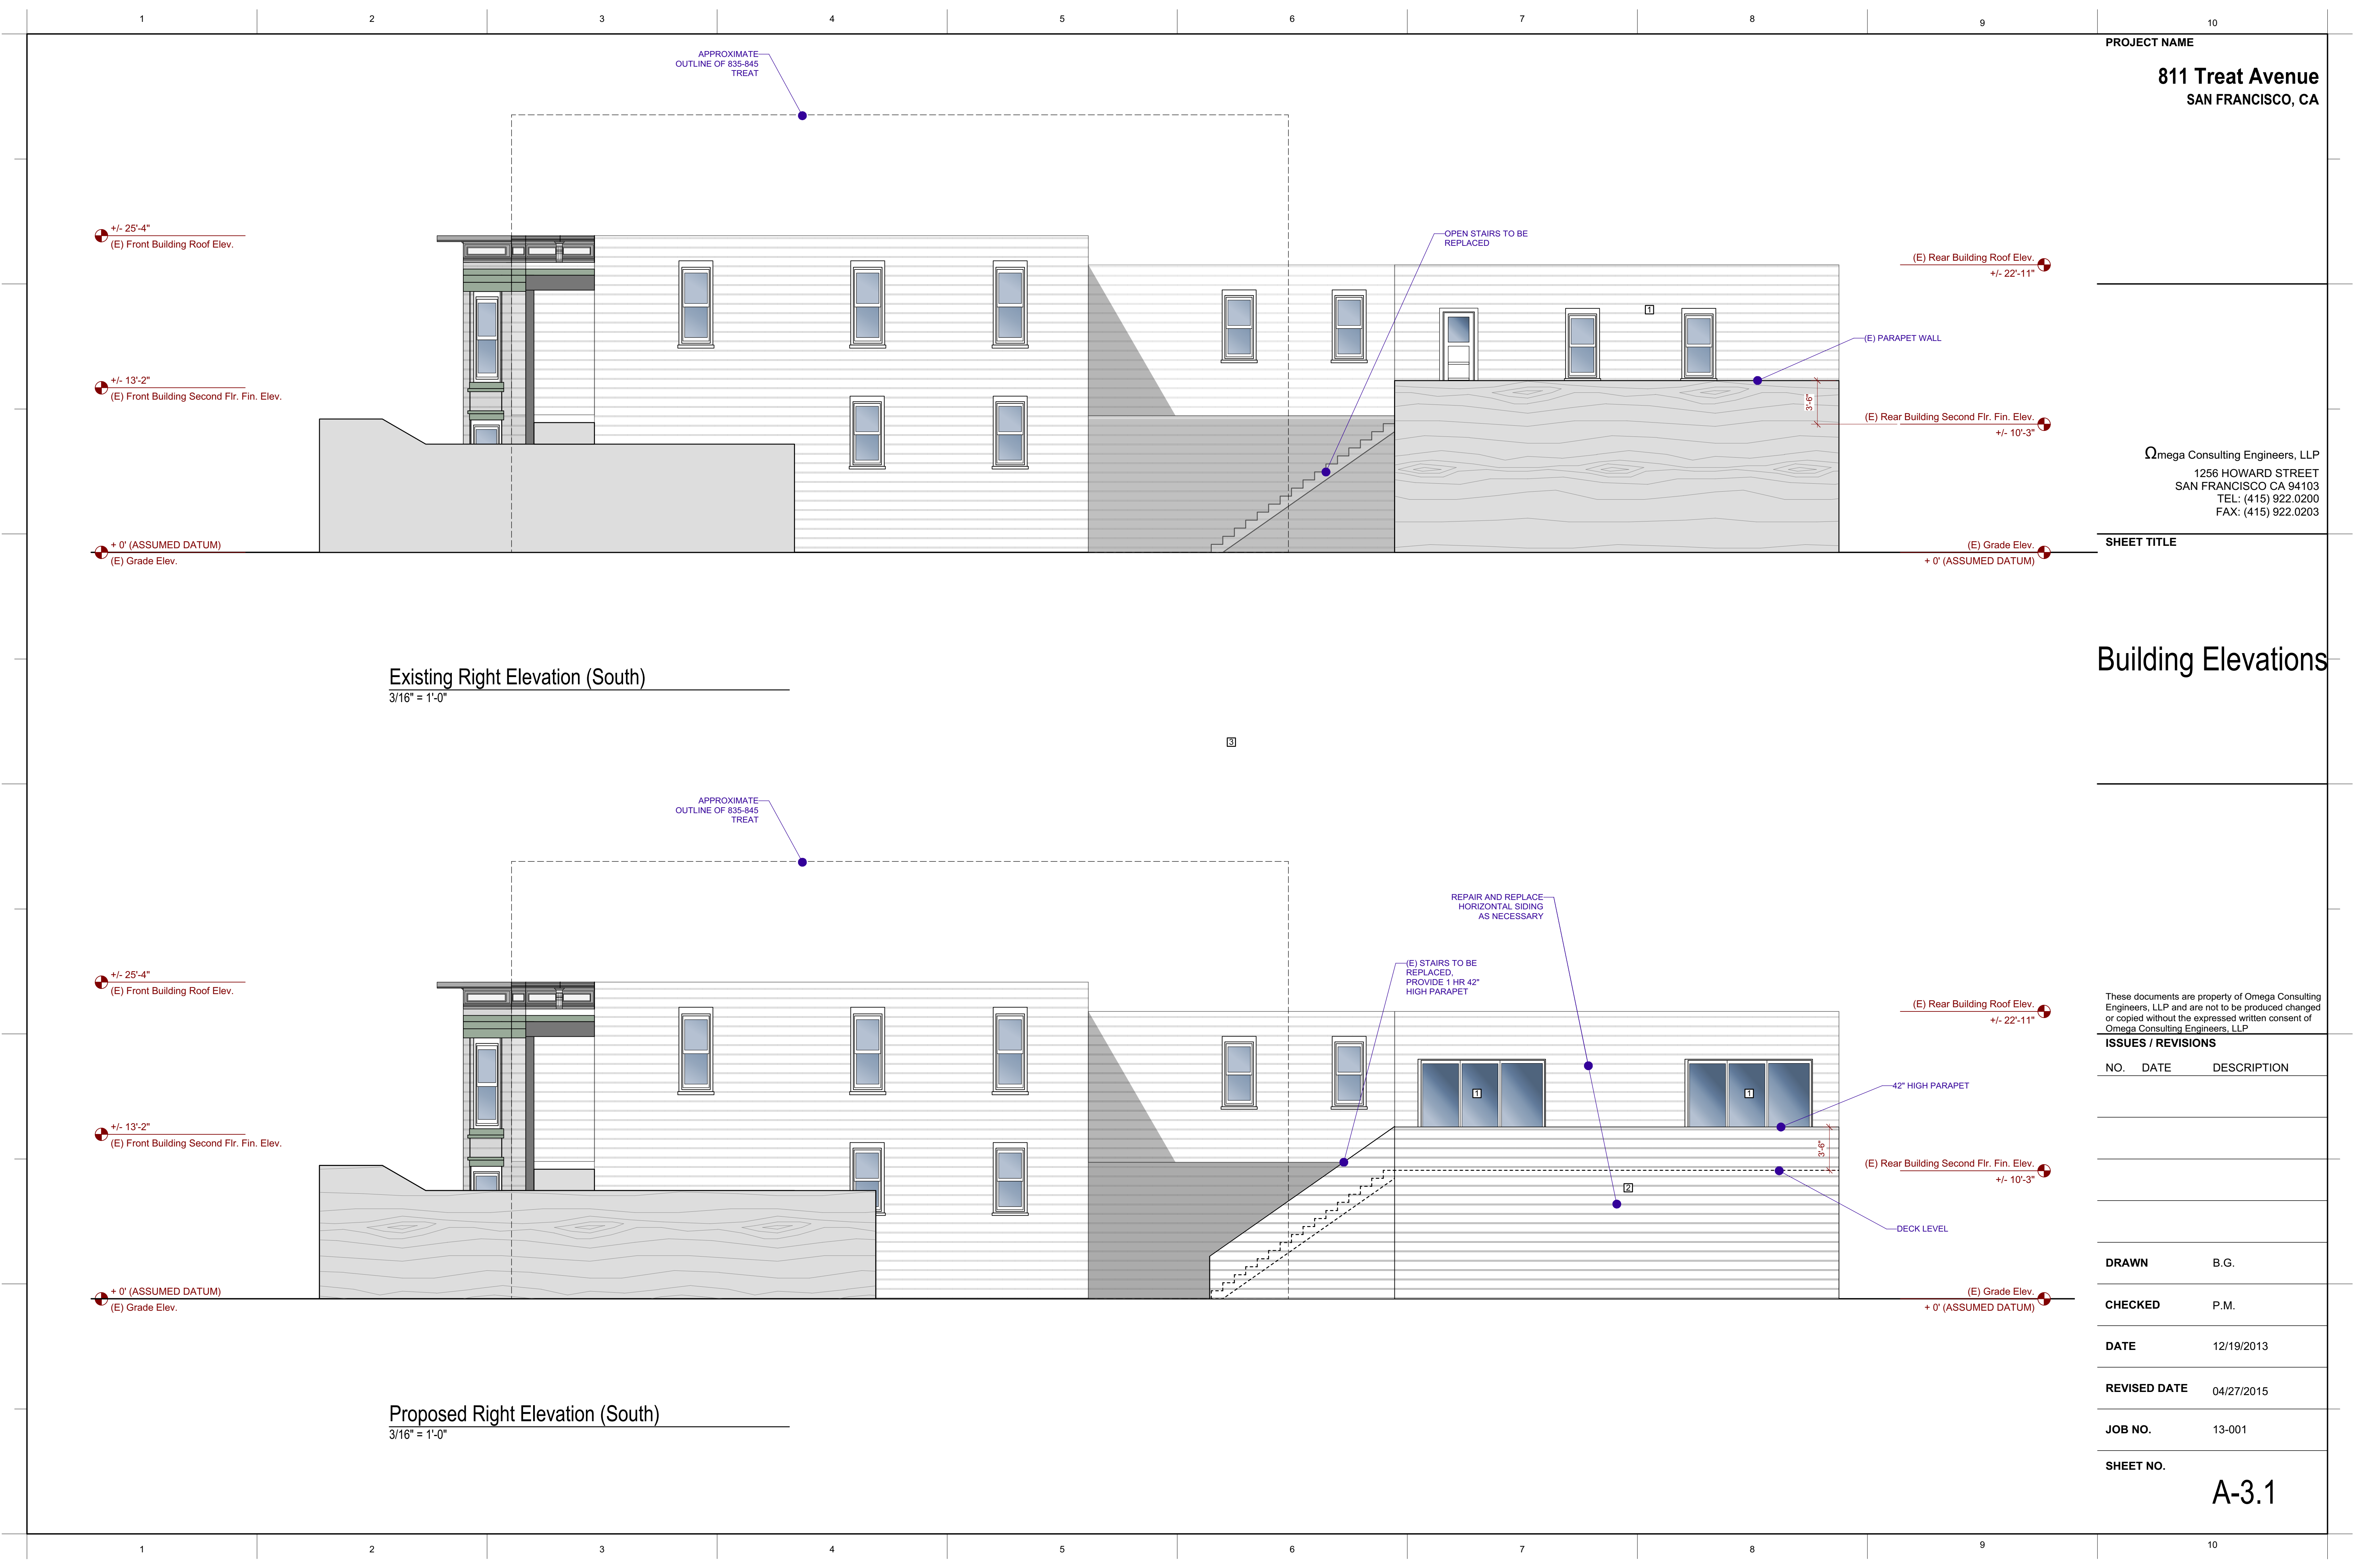 1 2 3 4 5 6 7 8 9 10
PROJECT NAME
811 Treat Avenue
SAN FRANCISCO, CA
APPROXIMATE
OUTLINE OF 835-845
TREAT
+/- 25'-4"
(E) Front Building Roof Elev.
+/- 13'-2"
(E) Front Building Second Flr. Fin. Elev.
+ 0' (ASSUMED DATUM)
(E) Grade Elev.
OPEN STAIRS TO BE
REPLACED
1
(E) Rear Building Roof Elev.
+/- 22'-11"
(E) PARAPET WALL
3'-6"
(E) Rear Building Second Flr. Fin. Elev.
+/- 10'-3"
(E) Grade Elev.
+ 0' (ASSUMED DATUM)
Existing Right Elevation (South)
3/16" = 1'-0"
Ωmega Consulting Engineers, LLP
1256 HOWARD STREET
SAN FRANCISCO CA 94103
TEL: (415) 922.0200
FAX: (415) 922.0203
SHEET TITLE
Building Elevations
3
APPROXIMATE
OUTLINE OF 835-845
TREAT
+/- 25'-4"
(E) Front Building Roof Elev.
+/- 13'-2"
(E) Front Building Second Flr. Fin. Elev.
+ 0' (ASSUMED DATUM)
(E) Grade Elev.
REPAIR AND REPLACE
HORIZONTAL SIDING
AS NECESSARY
(E) STAIRS TO BE
REPLACED,
PROVIDE 1 HR 42"
HIGH PARAPET
1
1
2
(E) Rear Building Roof Elev.
+/- 22'-11"
42" HIGH PARAPET
3'-6"
(E) Rear Building Second Flr. Fin. Elev.
+/- 10'-3"
DECK LEVEL
(E) Grade Elev.
+ 0' (ASSUMED DATUM)
Proposed Right Elevation (South)
3/16" = 1'-0"
These documents are property of Omega Consulting
Engineers, LLP and are not to be produced changed
or copied without the expressed written consent of
Omega Consulting Engineers, LLP
ISSUES / REVISIONS
NO. DATE DESCRIPTION
DRAWN B.G.
CHECKED P.M.
DATE 12/19/2013
REVISED DATE 04/27/2015
JOB NO. 13-001
SHEET NO.
A-3.1
1 2 3 4 5 6 7 8 9 10